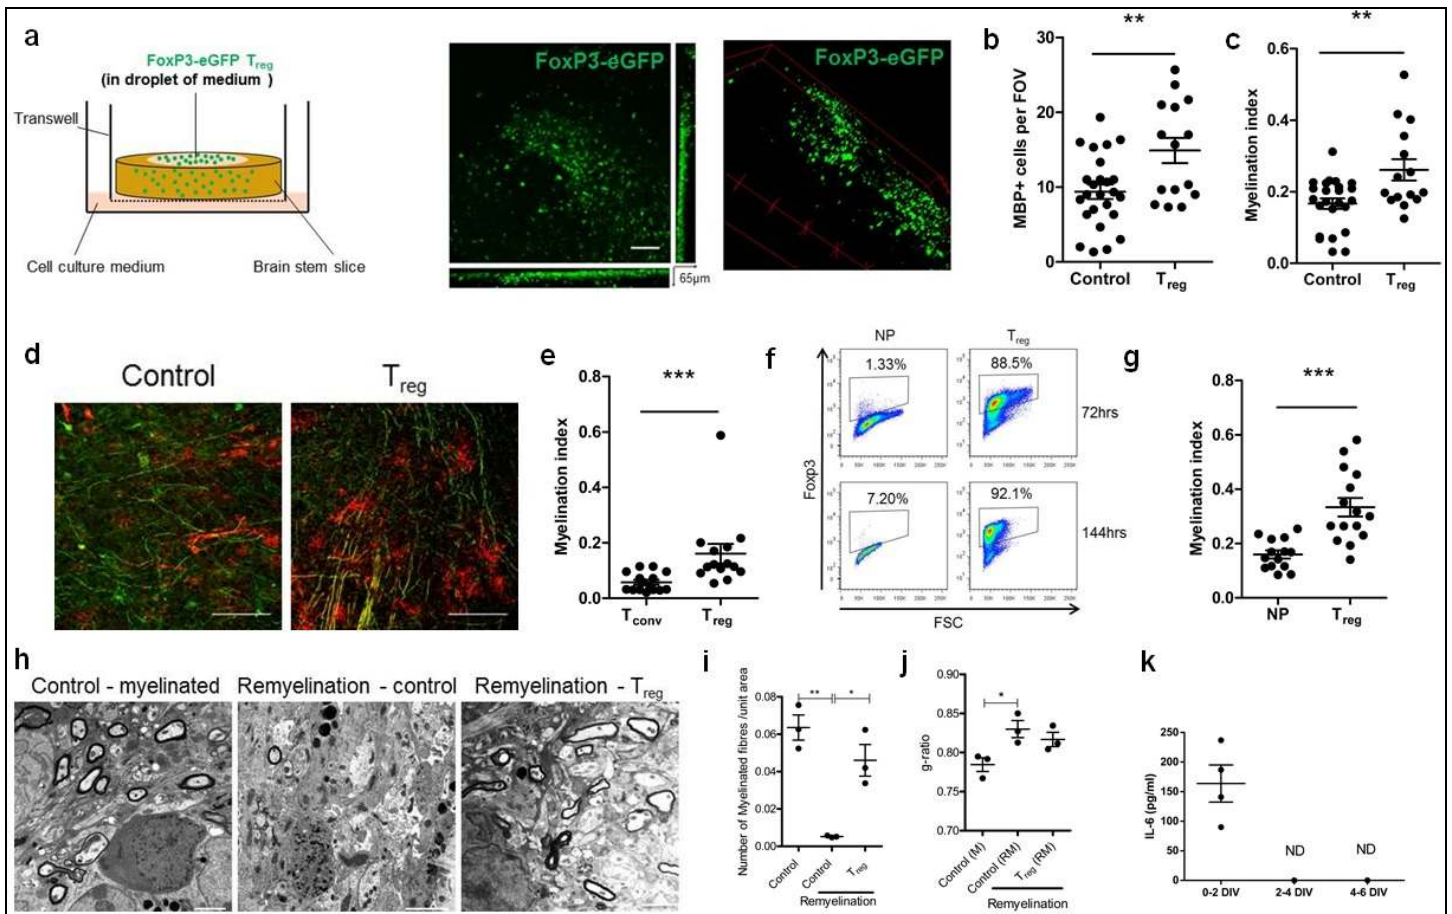 a
FoxP3-eGFP Treg
(in droplet of medium )
Transwell
Cell culture medium
Brain stem slice
FoxP3-eGFP
65µm
FoxP3-eGFP
b
**
MBP+ cells per FOV
30
20
10
0
Control
Treg
c
**
Myelination index
0.6
0.4
0.2
0.0
Control
Treg
d
Control
Treg
e
***
Myelination index
0.8
0.6
0.4
0.2
0.0
Tconv
Treg
f
NP
Treg
1.33%
88.5%
72hrs
7.20%
92.1%
144hrs
Foxp3
FSC
g
***
Myelination index
0.8
0.6
0.4
0.2
0.0
NP
Treg
h
Control - myelinated
Remyelination - control
Remyelination - Treg
i
Number of Myelinated fibres /unit area
0.08
0.06
0.04
0.02
0.00
**
*
Control
Control
Treg
Remyelination
j
g-ratio
0.90
0.85
0.80
0.75
0.70
*
Control (M)
Control (RM)
Treg (RM)
Remyelination
k
IL-6 (pg/ml)
250
200
150
100
50
0
ND
ND
0-2 DIV
2-4 DIV
4-6 DIV